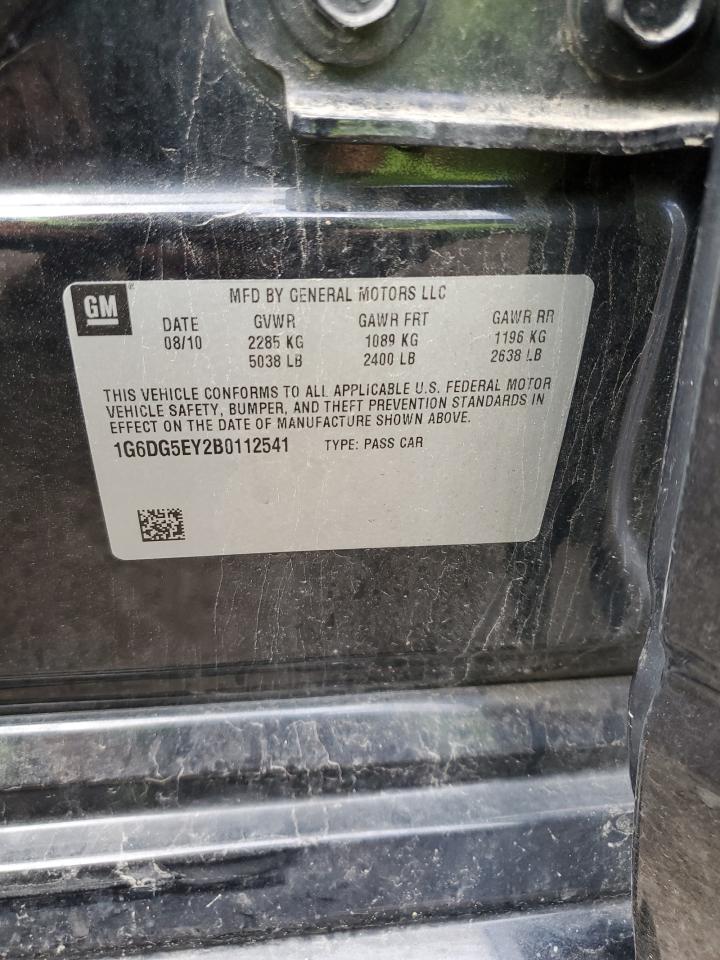 GM
MFD BY GENERAL MOTORS LLC
DATE GVWR GAWR FRT GAWR RR
08/10 2285 KG 1089 KG 1196 KG
5038 LB 2400 LB 2638 LB
THIS VEHICLE CONFORMS TO ALL APPLICABLE U.S. FEDERAL MOTOR
VEHICLE SAFETY, BUMPER, AND THEFT PREVENTION STANDARDS IN
EFFECT ON THE DATE OF MANUFACTURE SHOWN ABOVE.
1G6DG5EY2B0112541 TYPE: PASS CAR